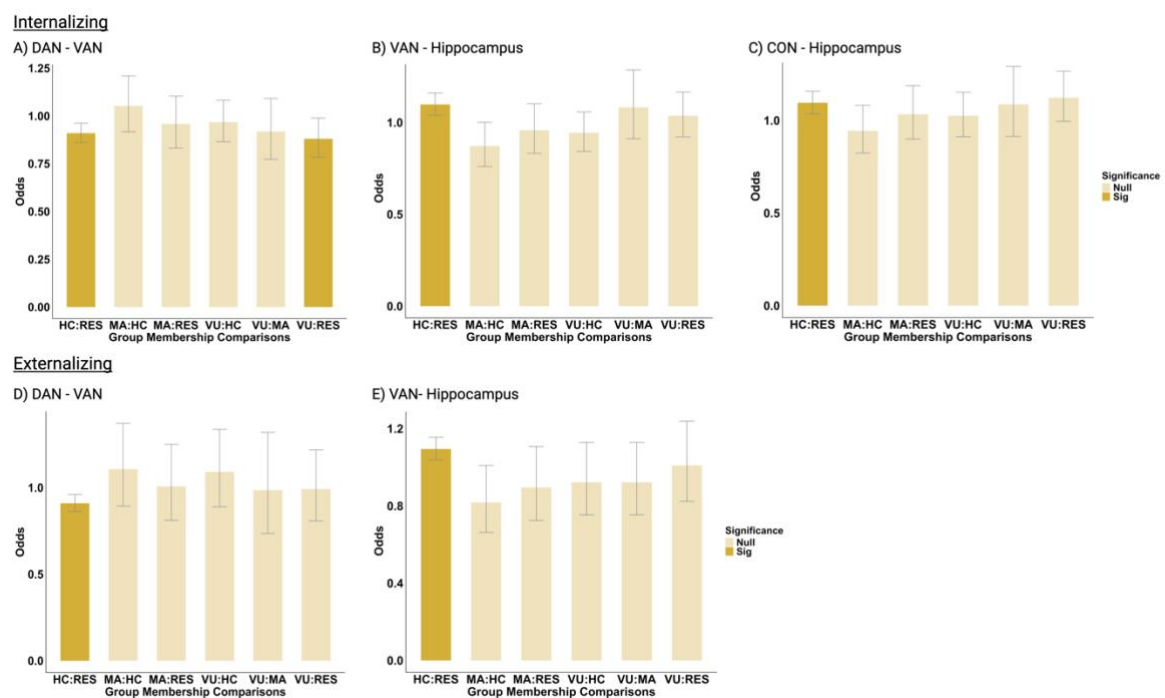 Internalizing
A) DAN - VAN
1.25
1.00
0.75
0.50
0.25
0.00
Odds
HC:RES MA:HC MA:RES VU:HC VU:MA VU:RES
Group Membership Comparisons
B) VAN - Hippocampus
1.0
0.5
0.0
Odds
HC:RES MA:HC MA:RES VU:HC VU:MA VU:RES
Group Membership Comparisons
C) CON - Hippocampus
1.0
0.5
0.0
Odds
HC:RES MA:HC MA:RES VU:HC VU:MA VU:RES
Group Membership Comparisons
Significance
Null
Sig
Externalizing
D) DAN - VAN
1.0
0.5
0.0
Odds
HC:RES MA:HC MA:RES VU:HC VU:MA VU:RES
Group Membership Comparisons
E) VAN- Hippocampus
1.2
0.8
0.4
0.0
Odds
HC:RES MA:HC MA:RES VU:HC VU:MA VU:RES
Group Membership Comparisons
Significance
Null
Sig